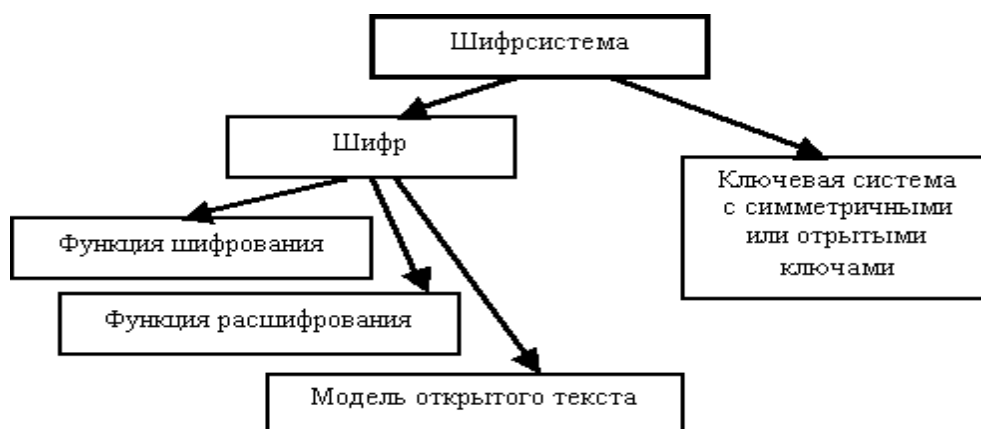 Шифрсистема
Шифр
Ключевая система
с симметричными
или отрытыми
ключами
Функция шифрования
Функция расшифрования
Модель открытого текста